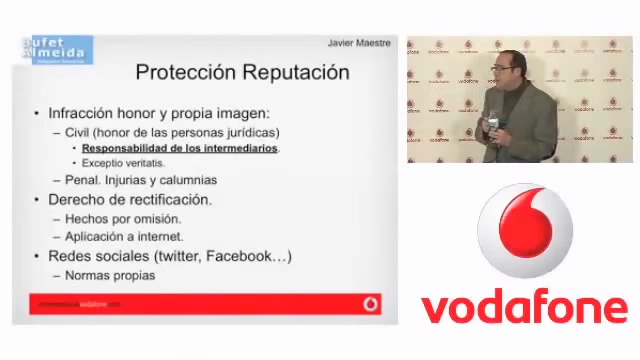 Bufet
Almeida
Javier Maestre
Protección Reputación
• Infracción honor y propia imagen:
– Civil (honor de las personas jurídicas)
• Responsabilidad de los intermediarios.
• Exceptio veritatis.
– Penal. Injurias y calumnias
• Derecho de rectificación.
– Hechos por omisión.
– Aplicación a internet.
• Redes sociales (twitter, Facebook…)
– Normas propias
vodafone
vodafone